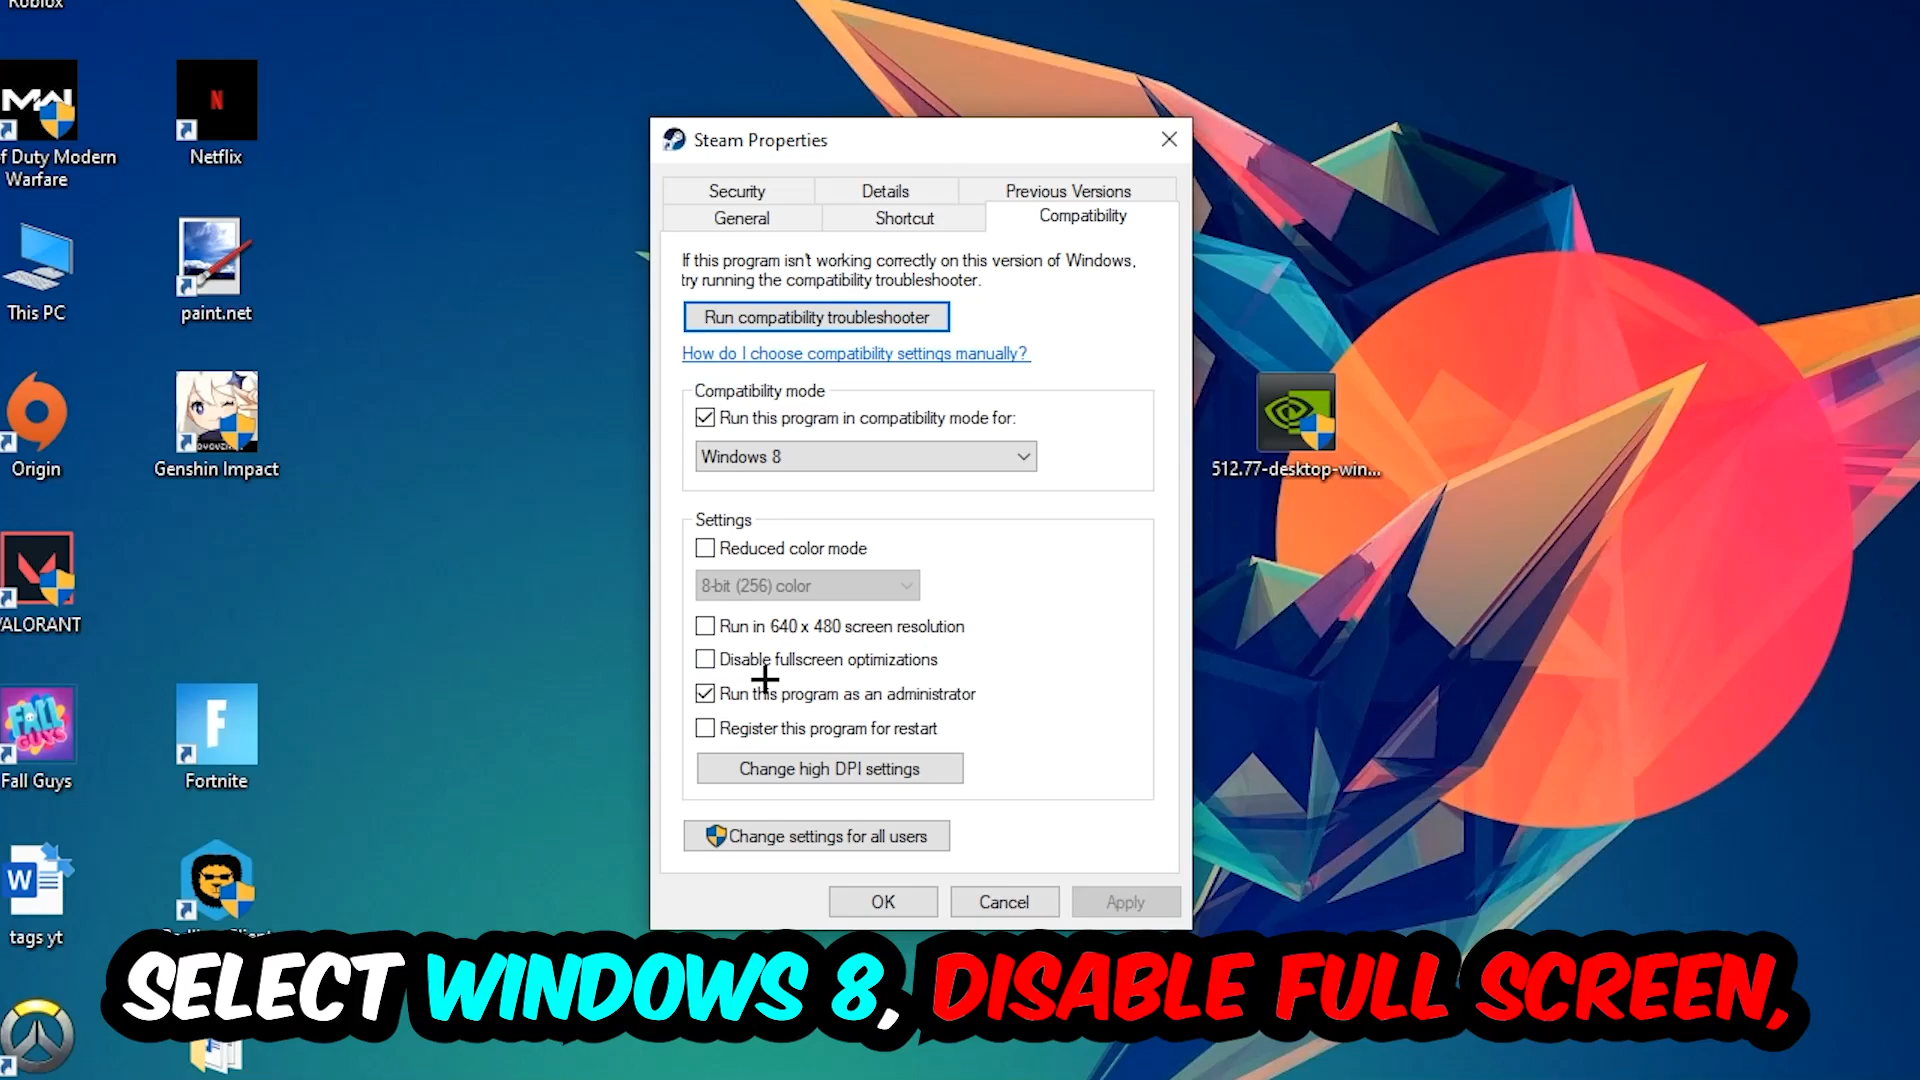 Roblox
MW
f Duty Modern
Warfare
N
Netflix
This PC
paint.net
Origin
Genshin Impact
VALORANT
FALL
GUYS
Fall Guys
F
Fortnite
W
tags yt
Steam Properties
Security
Details
Previous Versions
General
Shortcut
Compatibility
If this program isn't working correctly on this version of Windows,
try running the compatibility troubleshooter.
Run compatibility troubleshooter
How do I choose compatibility settings manually?
Compatibility mode
Run this program in compatibility mode for:
Windows 8
Settings
Reduced color mode
8-bit (256) color
Run in 640 x 480 screen resolution
Disable fullscreen optimizations
Run this program as an administrator
Register this program for restart
Change high DPI settings
Change settings for all users
OK
Cancel
Apply
512.77-desktop-win...
SELECT WINDOWS 8, DISABLE FULL SCREEN,